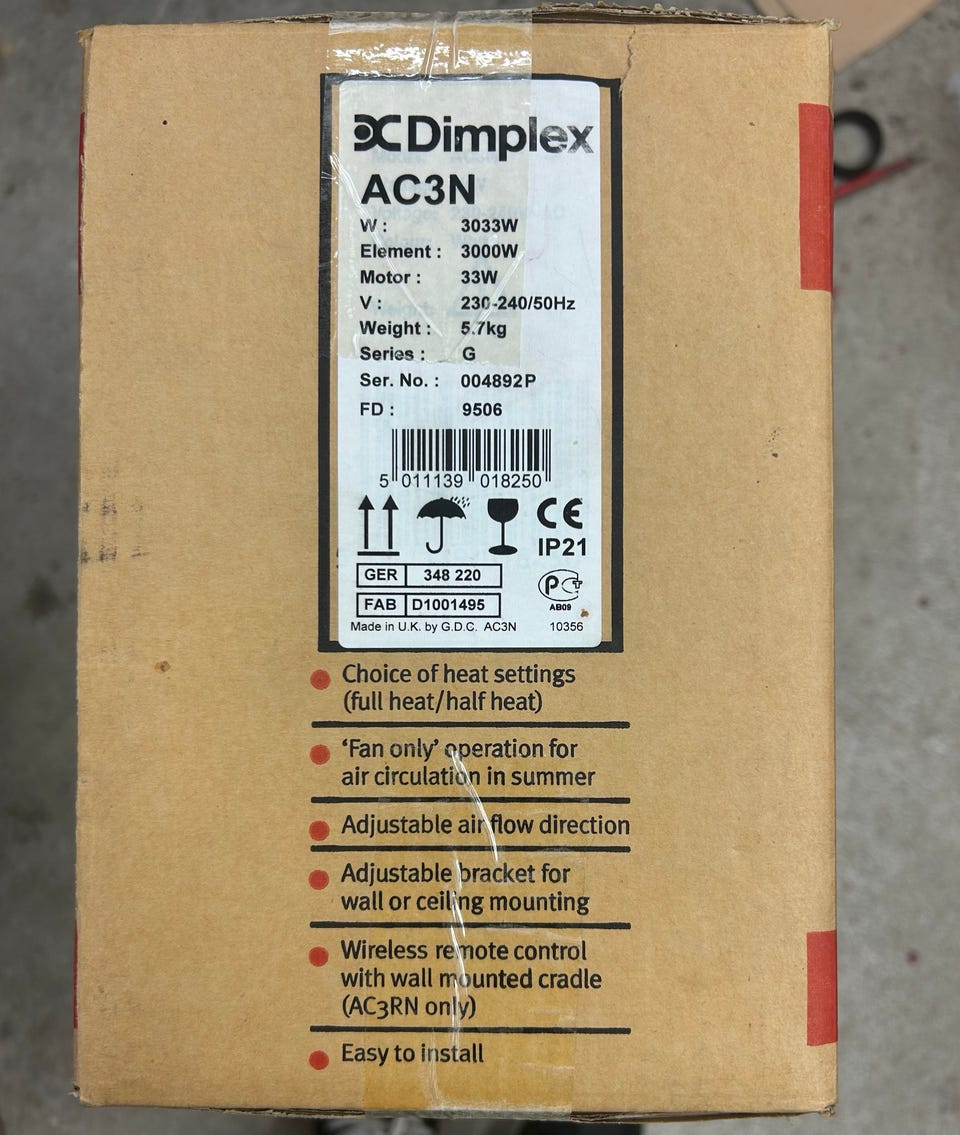 Dimplex
AC3N
W : 3033W
Element : 3000W
Motor : 33W
V : 230-240/50Hz
Weight : 5.7kg
Series : G
Ser. No. : 004892P
FD : 9506
5 011139 018250
CE
IP21
GER 348 220
FAB D1001495
AB09
Made in U.K. by G.D.C. AC3N 10356
Choice of heat settings
(full heat/half heat)
‘Fan only’ operation for
air circulation in summer
Adjustable air flow direction
Adjustable bracket for
wall or ceiling mounting
Wireless remote control
with wall mounted cradle
(AC3RN only)
Easy to install